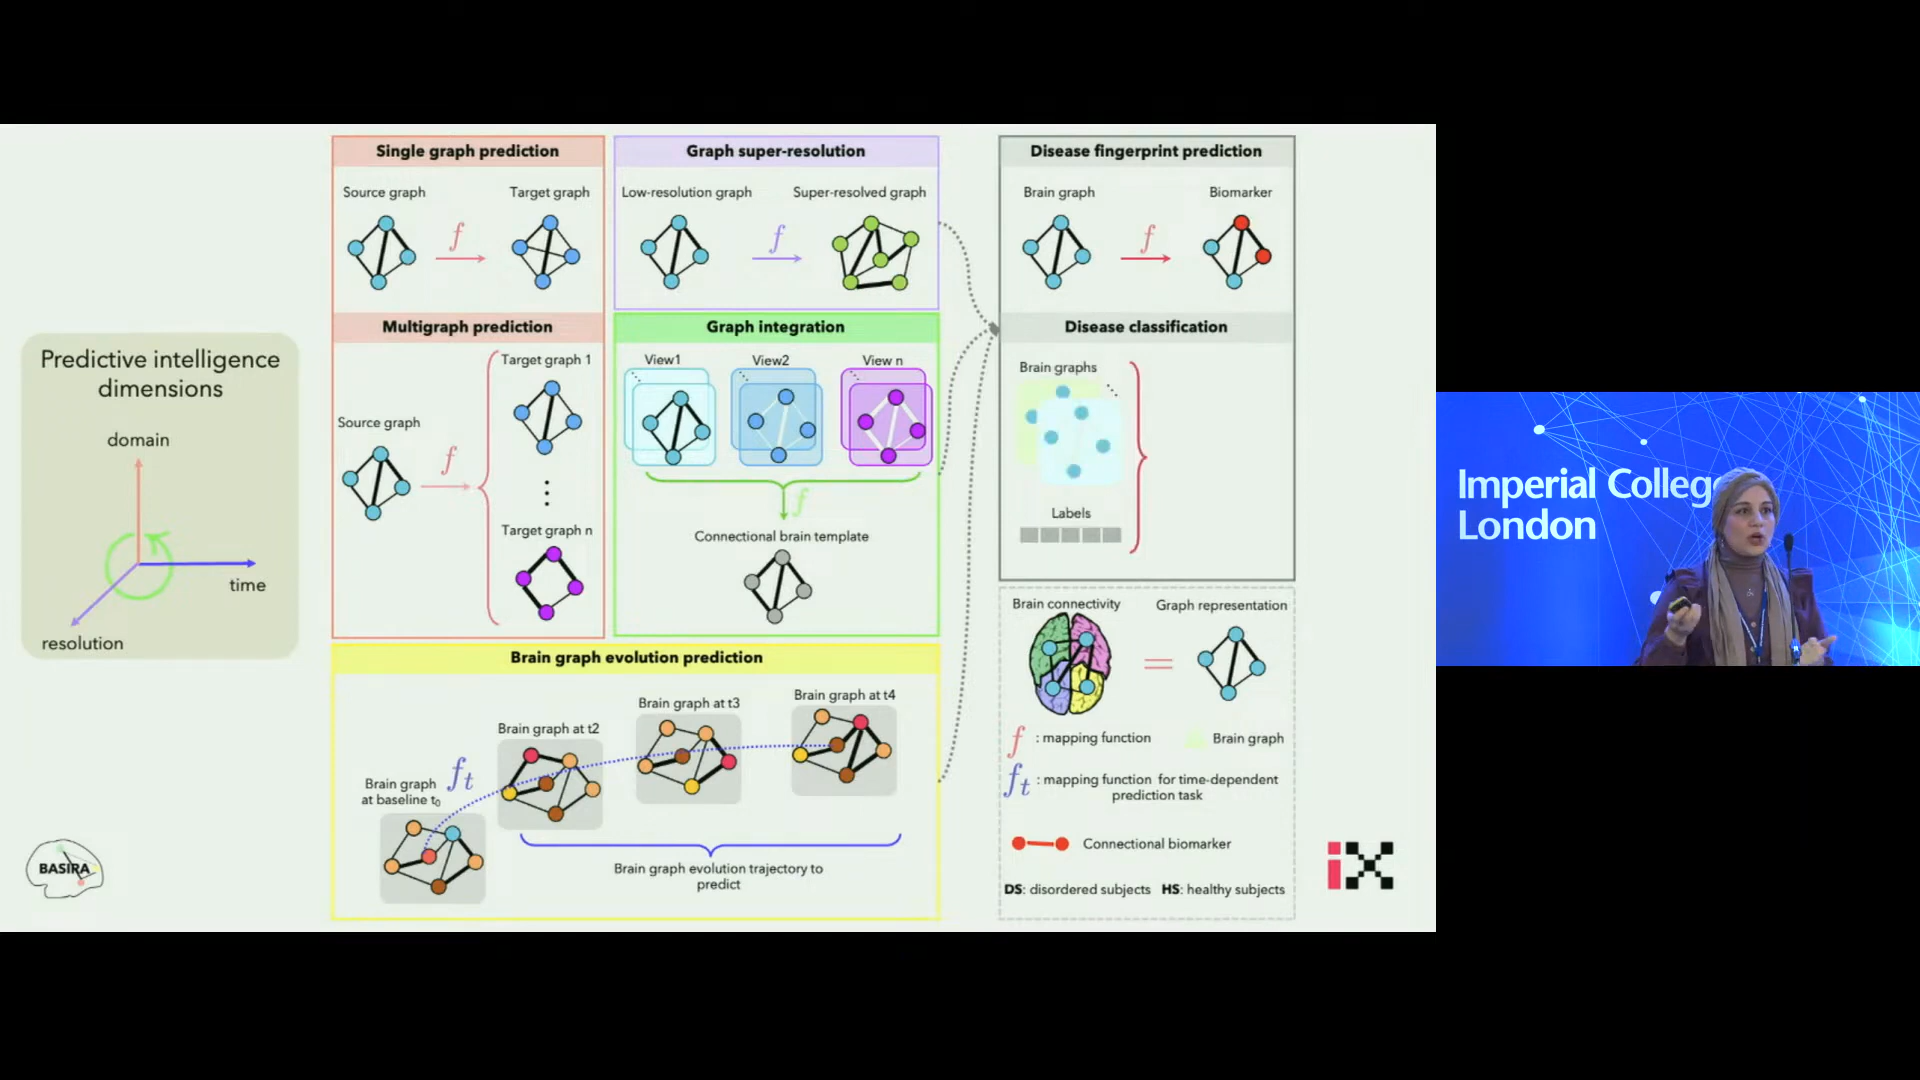 Predictive intelligence
dimensions
domain
time
resolution
BASIRA
Single graph prediction
Source graph
Target graph
f
Multigraph prediction
Source graph
f
Target graph 1
Target graph n
Graph super-resolution
Low-resolution graph
Super-resolved graph
f
Graph integration
View1
View2
View n
f
Connectional brain template
Brain graph evolution prediction
Brain graph
at baseline t0
ft
Brain graph at t2
Brain graph at t3
Brain graph at t4
Brain graph evolution trajectory to
predict
Disease fingerprint prediction
Brain graph
Biomarker
f
Disease classification
Brain graphs
Labels
Brain connectivity
Graph representation
=
f : mapping function
Brain graph
ft : mapping function for time-dependent
prediction task
Connectional biomarker
DS: disordered subjects HS: healthy subjects
iX
Imperial College
London